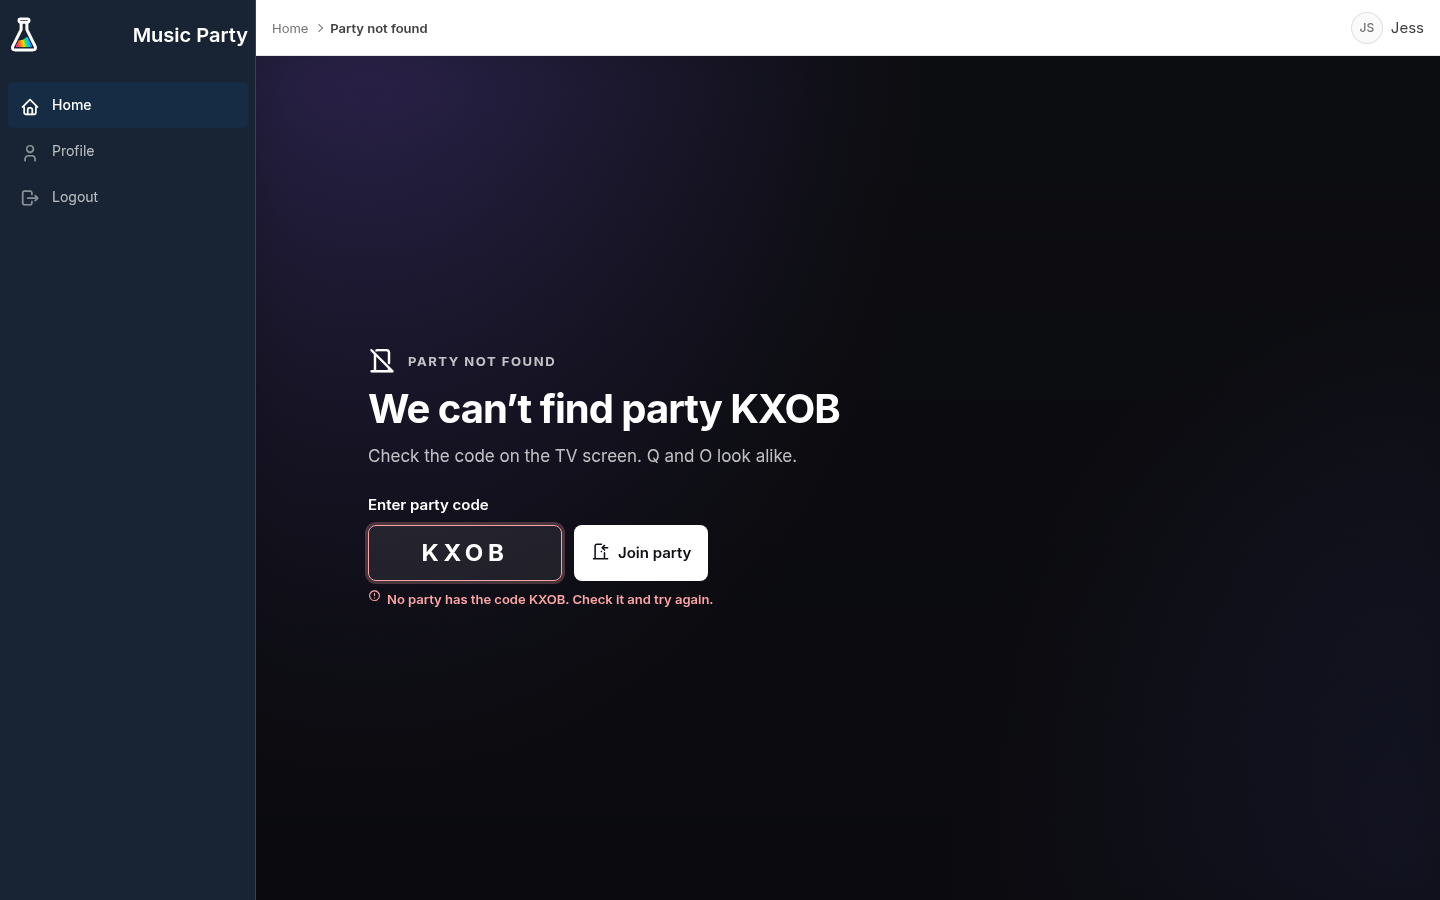 Music Party
Home
Profile
Logout
Home > Party not found
JS Jess
PARTY NOT FOUND
We can’t find party KXOB
Check the code on the TV screen. Q and O look alike.
Enter party code
KXOB
Join party
No party has the code KXOB. Check it and try again.